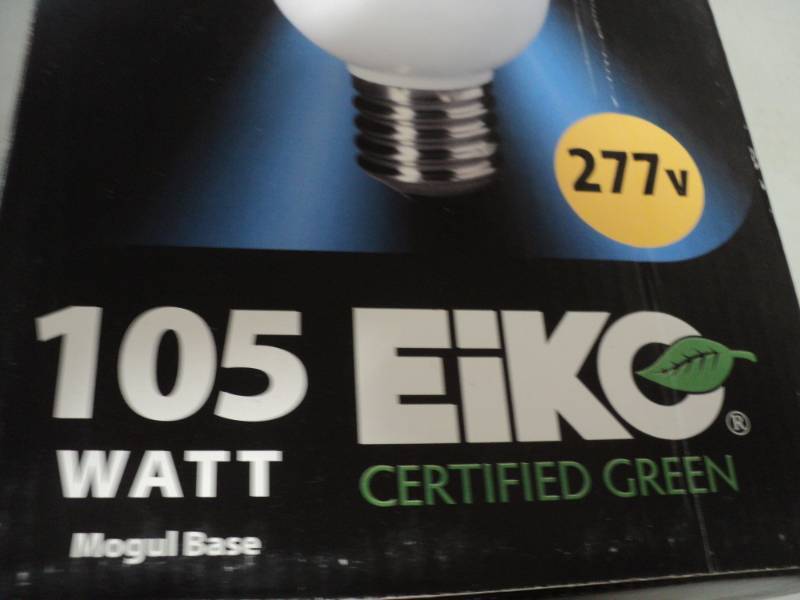 277v
105
WATT
Mogul Base
EiKO®
CERTIFIED GREEN